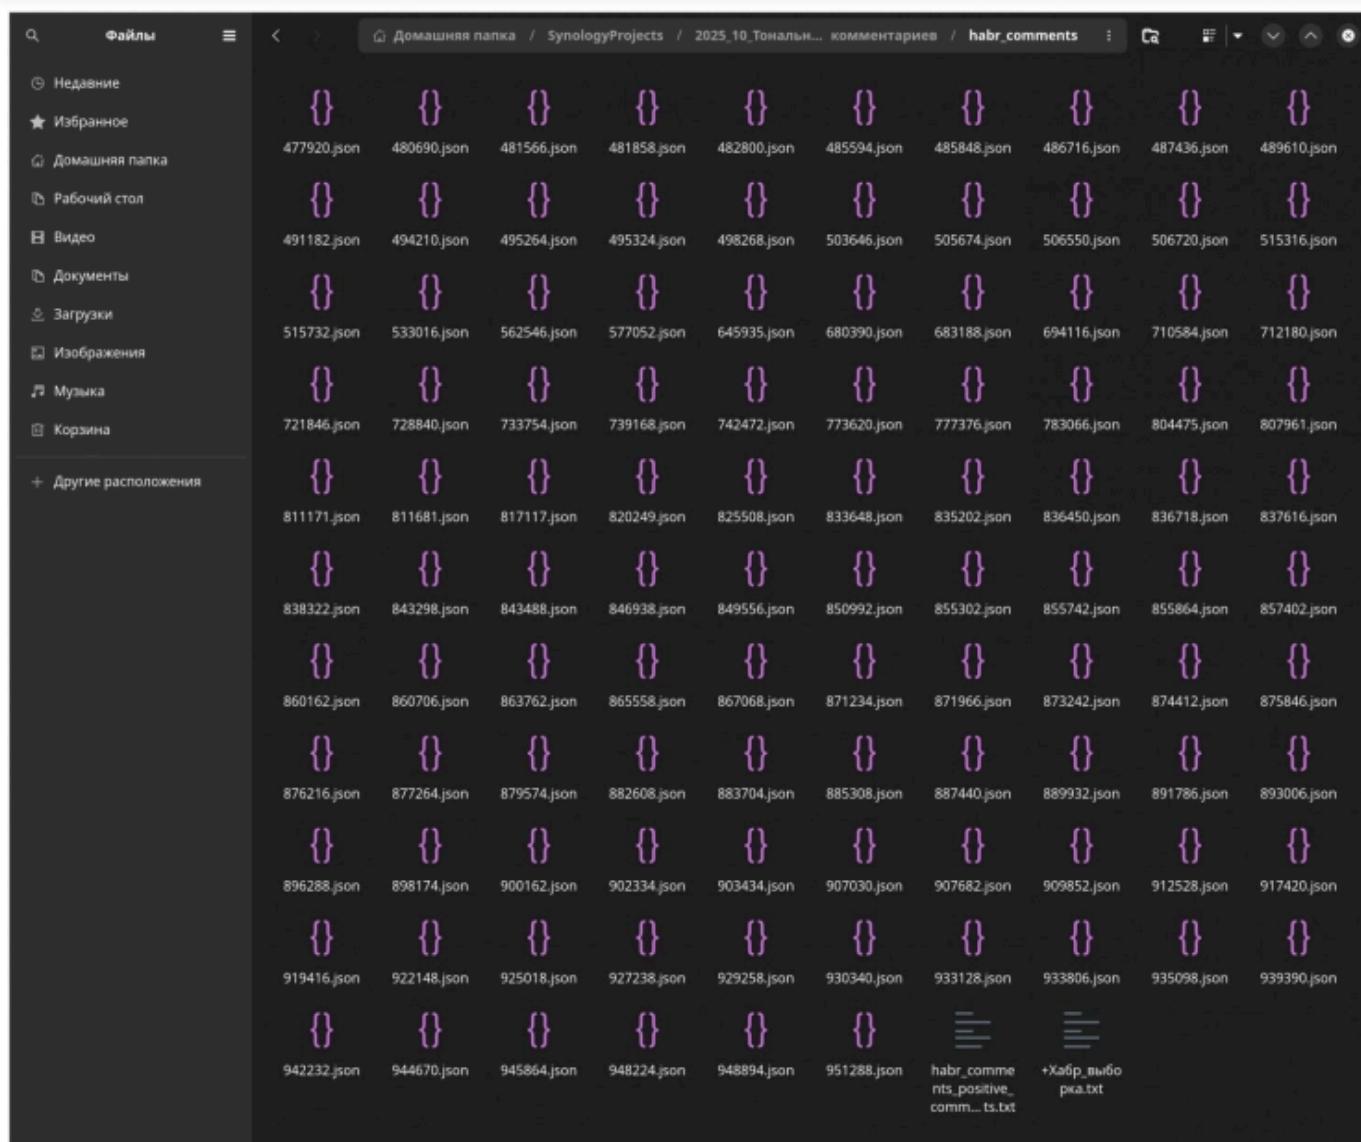 Файлы
Домашняя папка / SynologyProjects / 2025_10_Тональн... комментариев / habr_comments
Недавние
Избранное
Домашняя папка
Рабочий стол
Видео
Документы
Загрузки
Изображения
Музыка
Корзина
Другие расположения
477920.json 480690.json 481566.json 481858.json 482800.json 485594.json 485848.json 486716.json 487436.json 489610.json
491182.json 494210.json 495264.json 495324.json 498268.json 503646.json 505674.json 506550.json 506720.json 515316.json
515732.json 533016.json 562546.json 577052.json 645935.json 680390.json 683188.json 694116.json 710584.json 712180.json
721846.json 728840.json 733754.json 739168.json 742472.json 773620.json 777376.json 783066.json 804475.json 807961.json
811171.json 811681.json 817117.json 820249.json 825508.json 833648.json 835202.json 836450.json 836718.json 837616.json
838322.json 843298.json 843488.json 846938.json 849556.json 850992.json 855302.json 855742.json 855864.json 857402.json
860162.json 860706.json 863762.json 865558.json 867068.json 871234.json 871966.json 873242.json 874412.json 875846.json
876216.json 877264.json 879574.json 882608.json 883704.json 885308.json 887440.json 889932.json 891786.json 893006.json
896288.json 898174.json 900162.json 902334.json 903434.json 907030.json 907682.json 909852.json 912528.json 917420.json
919416.json 922148.json 925018.json 927238.json 929258.json 930340.json 933128.json 933806.json 935098.json 939390.json
942232.json 944670.json 945864.json 948224.json 948894.json 951288.json
habr_comme
nts_positive_
comm... ts.txt
+Хабр_выбо
рка.txt